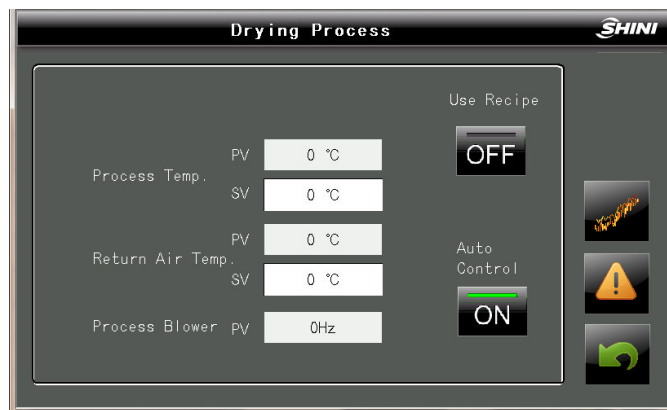 Drying Process
SHINI
Use Recipe
OFF
Process Temp.
PV 0 ℃
SV 0 ℃
Return Air Temp.
PV 0 ℃
SV 0 ℃
Auto
Control
ON
Process Blower PV 0Hz